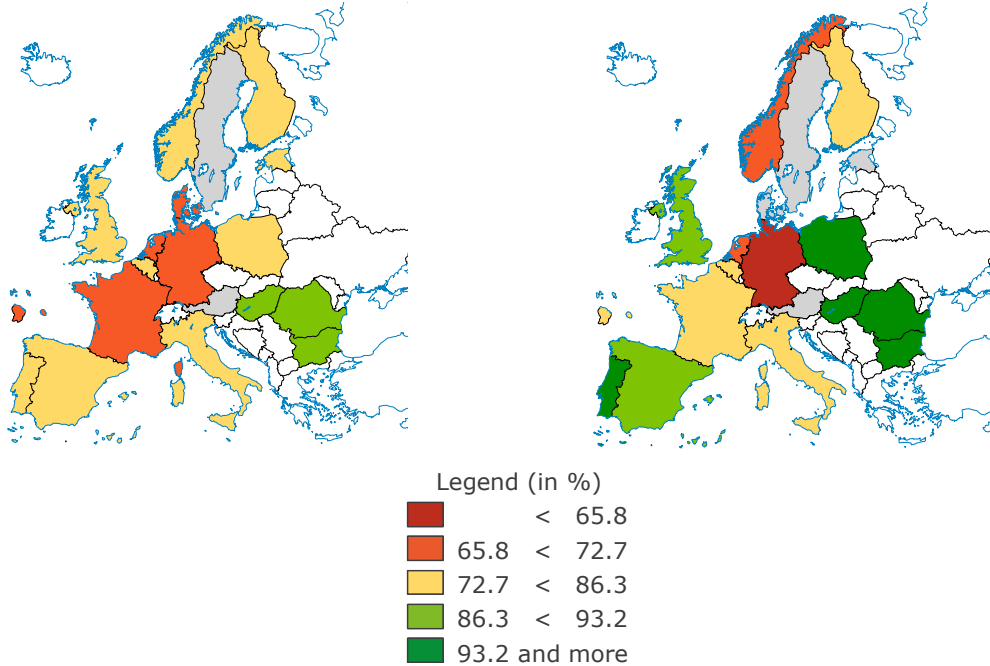 Legend (in %)
< 65.8
65.8 < 72.7
72.7 < 86.3
86.3 < 93.2
93.2 and more